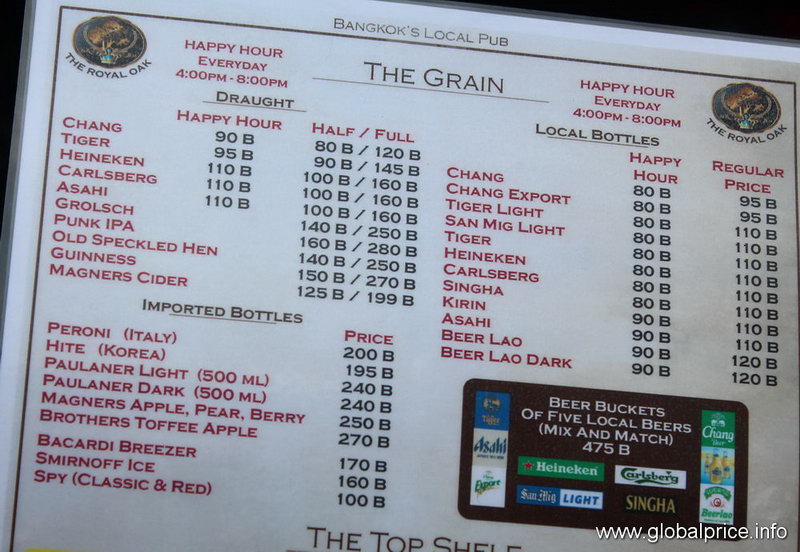 BANGKOK'S LOCAL PUB
THE ROYAL OAK
HAPPY HOUR
EVERYDAY
4:00PM - 8:00PM
THE GRAIN
HAPPY HOUR
EVERYDAY
4:00PM - 8:00PM
THE ROYAL OAK
DRAUGHT
HAPPY HOUR HALF / FULL
CHANG 90 B 80 B / 120 B
TIGER 95 B 90 B / 145 B
HEINEKEN 110 B 100 B / 160 B
CARLSBERG 110 B 100 B / 160 B
ASAHI 110 B 100 B / 160 B
GROLSCH 140 B / 250 B
PUNK IPA 160 B / 280 B
OLD SPECKLED HEN 140 B / 250 B
GUINNESS 150 B / 270 B
MAGNERS CIDER 125 B / 199 B
IMPORTED BOTTLES
PRICE
PERONI (ITALY) 200 B
HITE (KOREA) 195 B
PAULANER LIGHT (500 ML) 240 B
PAULANER DARK (500 ML) 240 B
MAGNERS APPLE, PEAR, BERRY 250 B
BROTHERS TOFFEE APPLE 270 B
BACARDI BREEZER 170 B
SMIRNOFF ICE 160 B
SPY (CLASSIC & RED) 100 B
LOCAL BOTTLES
HAPPY HOUR REGULAR PRICE
CHANG 80 B 95 B
CHANG EXPORT 80 B 95 B
TIGER LIGHT 80 B 110 B
SAN MIG LIGHT 80 B 110 B
TIGER 80 B 110 B
HEINEKEN 80 B 110 B
CARLSBERG 80 B 110 B
SINGHA 80 B 110 B
KIRIN 90 B 110 B
ASAHI 90 B 110 B
BEER LAO 90 B 120 B
BEER LAO DARK 90 B 120 B
BEER BUCKETS
OF FIVE LOCAL BEERS
(MIX AND MATCH)
475 B
Tiger
Asahi
Export
Heineken
Carlsberg
San Mig LIGHT
SINGHA
Chang
Beer
Beerlao
THE TOP SHELF
www.globalprice.info